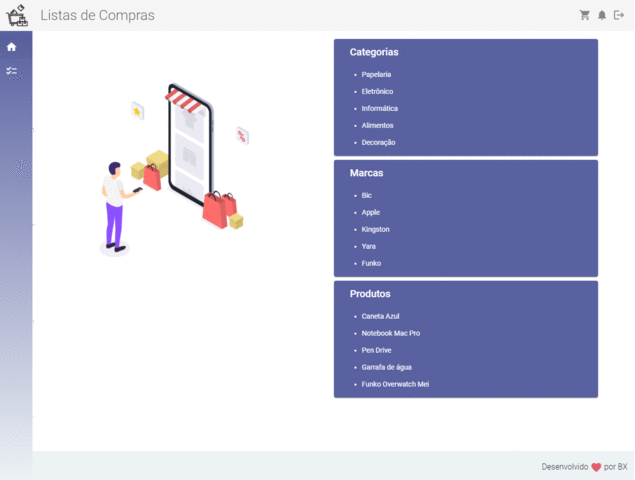 Listas de Compras
Categorias
Papelaria
Eletrônico
Informática
Alimentos
Decoração
Marcas
Bic
Apple
Kingston
Yara
Funko
Produtos
Caneta Azul
Notebook Mac Pro
Pen Drive
Garrafa de água
Funko Overwatch Mei
Desenvolvido ❤ por BX